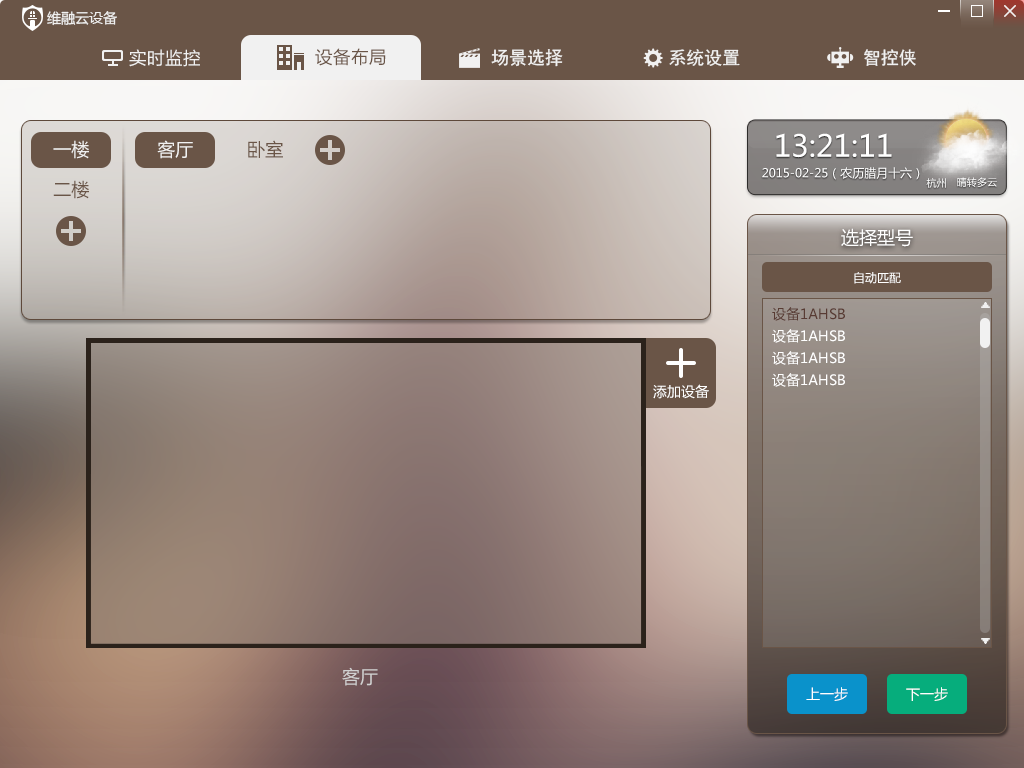 维融云设备
实时监控
设备布局
场景选择
系统设置
智控侠
一楼
客厅
卧室
二楼
添加设备
客厅
13:21:11
2015-02-25 ( 农历腊月十六 )
杭州 晴转多云
选择型号
自动匹配
设备1AHSB
设备1AHSB
设备1AHSB
设备1AHSB
上一步
下一步